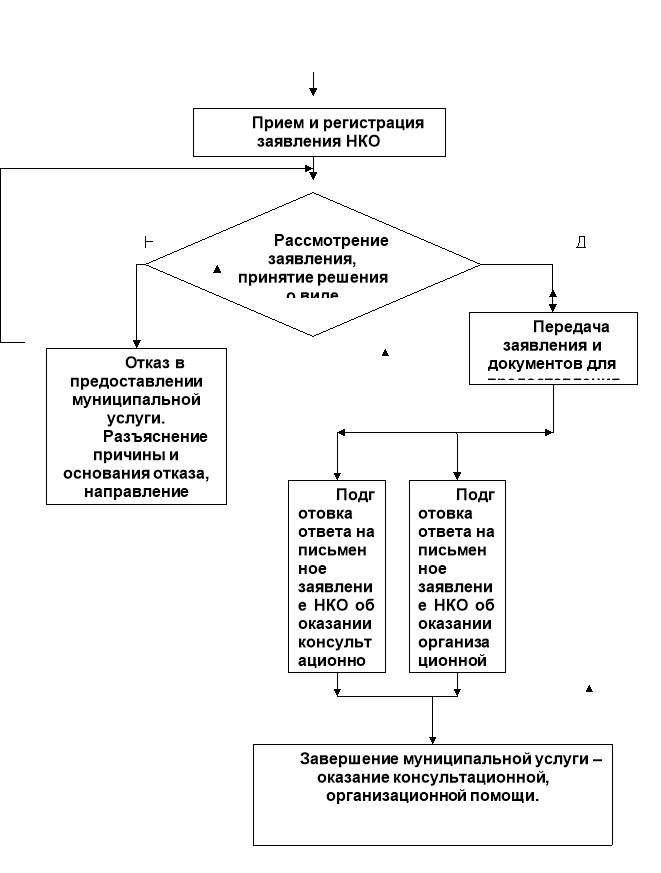 Прием и регистрация
заявления НКО
Рассмотрение
заявления,
принятие решения
о виде
Д
Передача
заявления и
документов для
предоставления
Отказ в
предоставлении
муниципальной
услуги.
Разъяснение
причины и
основания отказа,
направление
Подг
отовка
ответа на
письмен
ное
заявлени
е НКО об
оказании
консульт
ационно
Подг
отовка
ответа на
письмен
ное
заявлени
е НКО об
оказании
организа
ционной
Завершение муниципальной услуги –
оказание консультационной,
организационной помощи.